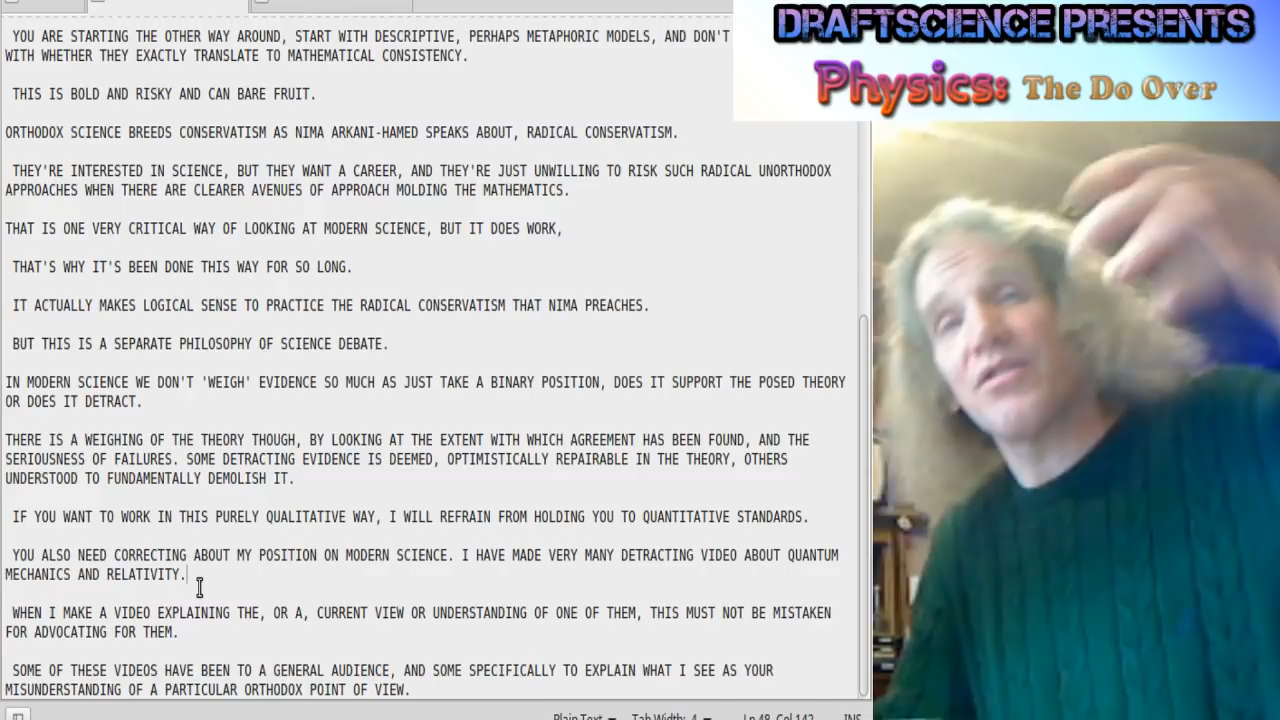 DRAFTSCIENCE PRESENTS
Physics: The Do Over
YOU ARE STARTING THE OTHER WAY AROUND, START WITH DESCRIPTIVE, PERHAPS METAPHORIC MODELS, AND DON'T
WITH WHETHER THEY EXACTLY TRANSLATE TO MATHEMATICAL CONSISTENCY.
THIS IS BOLD AND RISKY AND CAN BARE FRUIT.
ORTHODOX SCIENCE BREEDS CONSERVATISM AS NIMA ARKANI-HAMED SPEAKS ABOUT, RADICAL CONSERVATISM.
THEY'RE INTERESTED IN SCIENCE, BUT THEY WANT A CAREER, AND THEY'RE JUST UNWILLING TO RISK SUCH RADICAL UNORTHODOX
APPROACHES WHEN THERE ARE CLEARER AVENUES OF APPROACH MOLDING THE MATHEMATICS.
THAT IS ONE VERY CRITICAL WAY OF LOOKING AT MODERN SCIENCE, BUT IT DOES WORK,
THAT'S WHY IT'S BEEN DONE THIS WAY FOR SO LONG.
IT ACTUALLY MAKES LOGICAL SENSE TO PRACTICE THE RADICAL CONSERVATISM THAT NIMA PREACHES.
BUT THIS IS A SEPARATE PHILOSOPHY OF SCIENCE DEBATE.
IN MODERN SCIENCE WE DON'T 'WEIGH' EVIDENCE SO MUCH AS JUST TAKE A BINARY POSITION, DOES IT SUPPORT THE POSED THEORY
OR DOES IT DETRACT.
THERE IS A WEIGHING OF THE THEORY THOUGH, BY LOOKING AT THE EXTENT WITH WHICH AGREEMENT HAS BEEN FOUND, AND THE
SERIOUSNESS OF FAILURES. SOME DETRACTING EVIDENCE IS DEEMED, OPTIMISTICALLY REPAIRABLE IN THE THEORY, OTHERS
UNDERSTOOD TO FUNDAMENTALLY DEMOLISH IT.
IF YOU WANT TO WORK IN THIS PURELY QUALITATIVE WAY, I WILL REFRAIN FROM HOLDING YOU TO QUANTITATIVE STANDARDS.
YOU ALSO NEED CORRECTING ABOUT MY POSITION ON MODERN SCIENCE. I HAVE MADE VERY MANY DETRACTING VIDEO ABOUT QUANTUM
MECHANICS AND RELATIVITY.
WHEN I MAKE A VIDEO EXPLAINING THE, OR A, CURRENT VIEW OR UNDERSTANDING OF ONE OF THEM, THIS MUST NOT BE MISTAKEN
FOR ADVOCATING FOR THEM.
SOME OF THESE VIDEOS HAVE BEEN TO A GENERAL AUDIENCE, AND SOME SPECIFICALLY TO EXPLAIN WHAT I SEE AS YOUR
MISUNDERSTANDING OF A PARTICULAR ORTHODOX POINT OF VIEW.
Plain Text Tab Width: 4 Ln 48, Col 142 INS